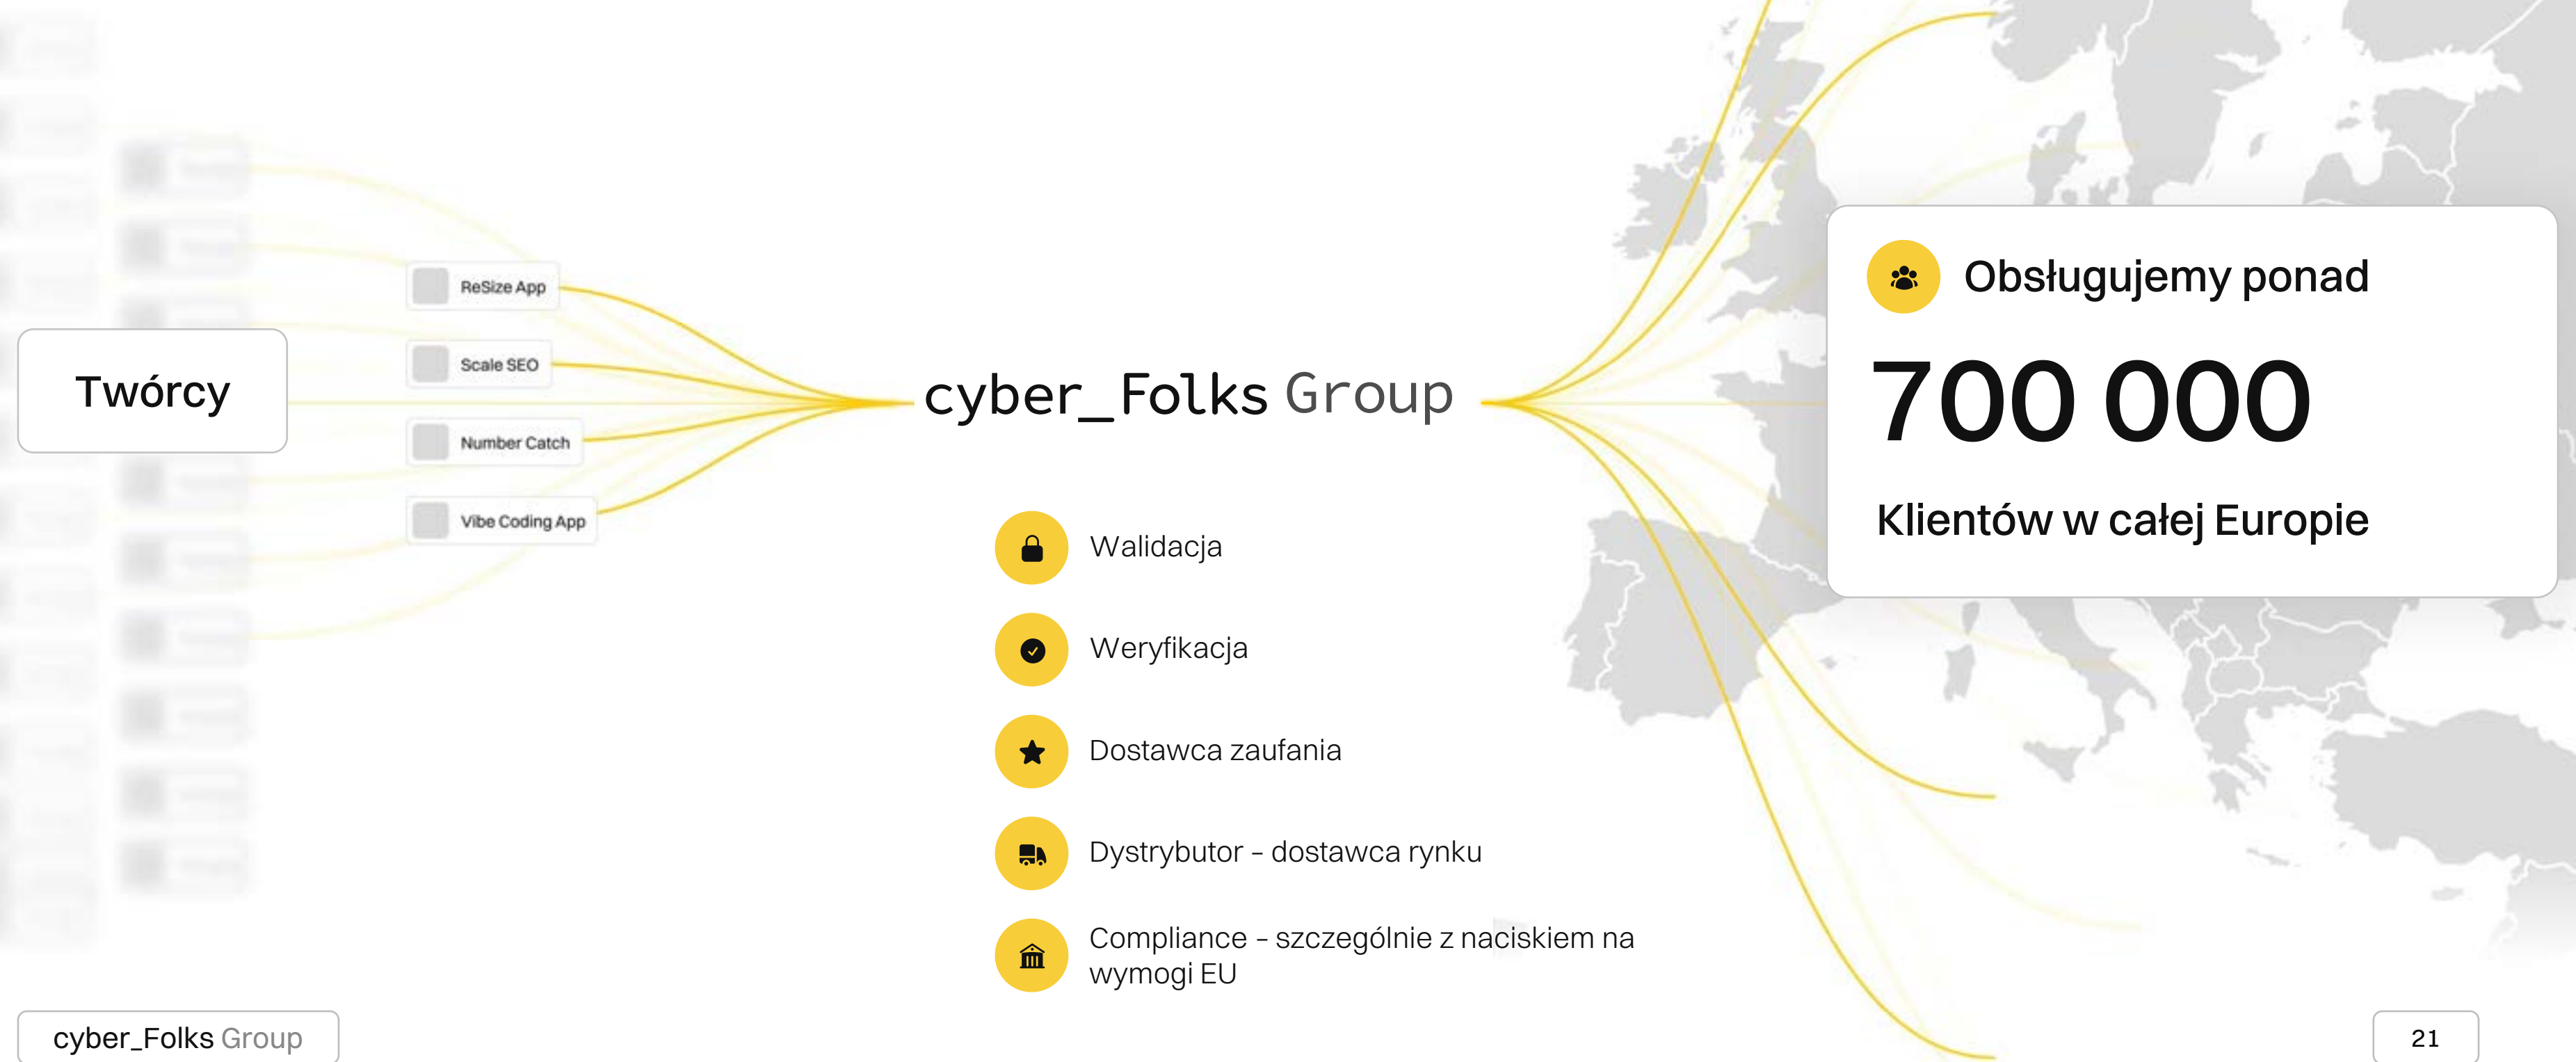 Twórcy
ReSize App
Scale SEO
Number Catch
Vibe Coding App
cyber_Folks Group
Walidacja
Weryfikacja
Dostawca zaufania
Dystrybutor – dostawca rynku
Compliance – szczególnie z naciskiem na
wymogi EU
Obsługujemy ponad
700 000
Klientów w całej Europie
cyber_Folks Group
21